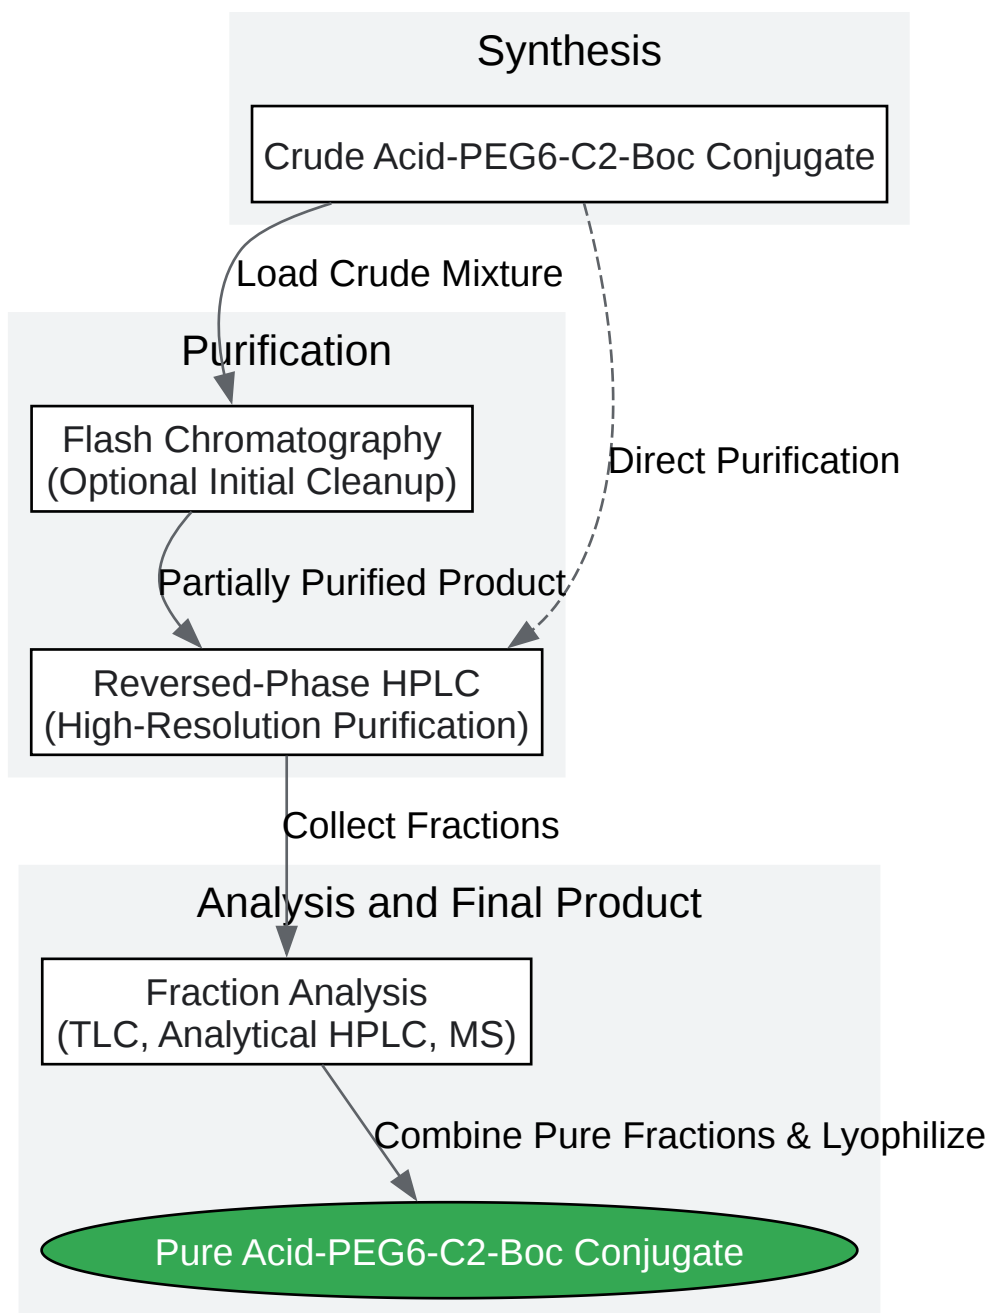 Synthesis
Crude Acid-PEG6-C2-Boc Conjugate
Load Crude Mixture
Purification
Flash Chromatography
(Optional Initial Cleanup)
Direct Purification
Partially Purified Product
Reversed-Phase HPLC
(High-Resolution Purification)
Collect Fractions
Analysis and Final Product
Fraction Analysis
(TLC, Analytical HPLC, MS)
Combine Pure Fractions & Lyophilize
Pure Acid-PEG6-C2-Boc Conjugate